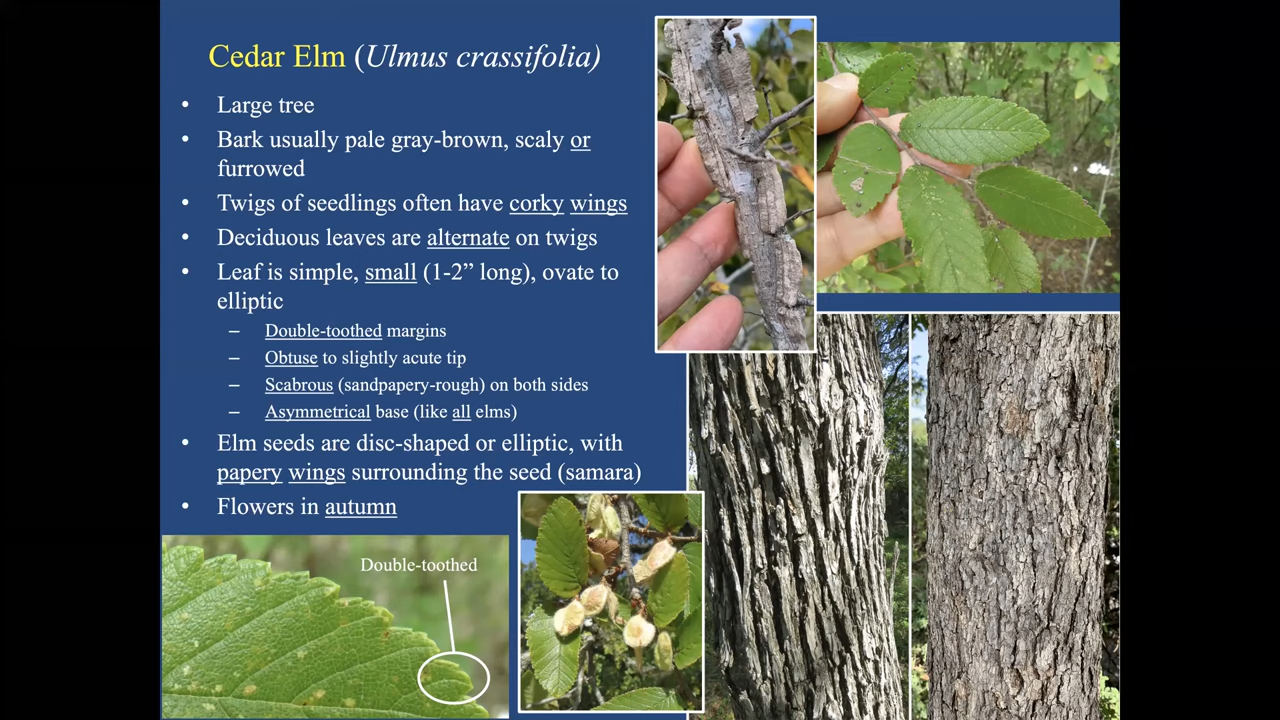 Cedar Elm (Ulmus crassifolia)
• Large tree
• Bark usually pale gray-brown, scaly or
furrowed
• Twigs of seedlings often have corky wings
• Deciduous leaves are alternate on twigs
• Leaf is simple, small (1-2” long), ovate to
elliptic
– Double-toothed margins
– Obtuse to slightly acute tip
– Scabrous (sandpapery-rough) on both sides
– Asymmetrical base (like all elms)
• Elm seeds are disc-shaped or elliptic, with
papery wings surrounding the seed (samara)
• Flowers in autumn
Double-toothed